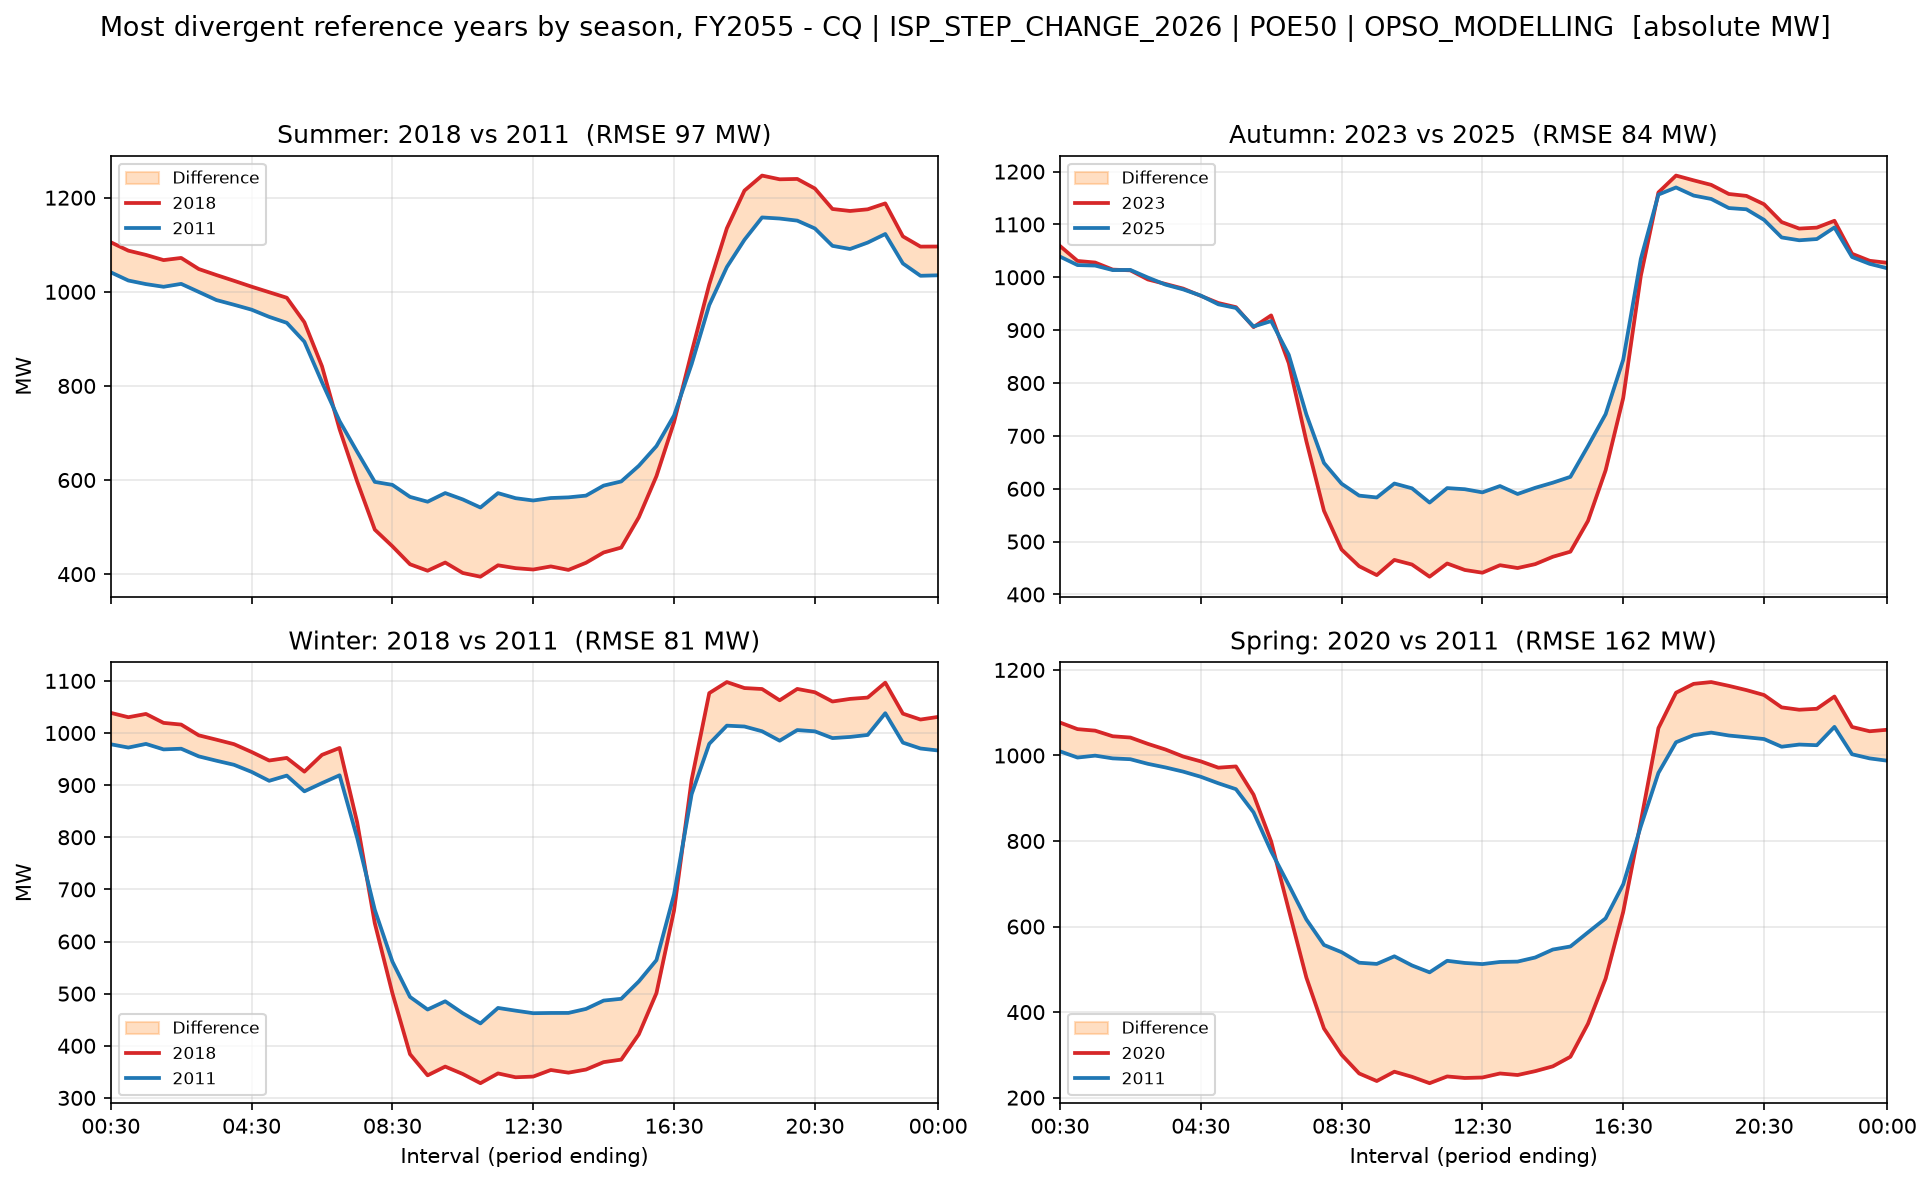 Most divergent reference years by season, FY2055 - CQ | ISP_STEP_CHANGE_2026 | POE50 | OPSO_MODELLING  [absolute MW]
Summer: 2018 vs 2011  (RMSE 97 MW)
Difference
2018
2011
1200
1000
800
600
400
MW
Autumn: 2023 vs 2025  (RMSE 84 MW)
Difference
2023
2025
1200
1100
1000
900
800
700
600
500
400
Winter: 2018 vs 2011  (RMSE 81 MW)
1100
1000
900
800
700
600
500
400
300
MW
Difference
2018
2011
00:30 04:30 08:30 12:30 16:30 20:30 00:00
Interval (period ending)
Spring: 2020 vs 2011  (RMSE 162 MW)
1200
1000
800
600
400
200
Difference
2020
2011
00:30 04:30 08:30 12:30 16:30 20:30 00:00
Interval (period ending)